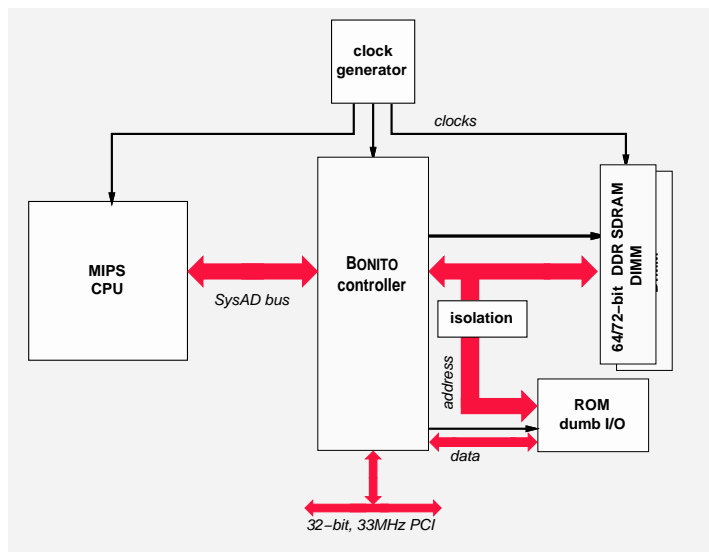 clock
generator
clocks
MIPS
CPU
SysAD bus
BONITO
controller
64/72−bit DDR SDRAM
DIMM
isolation
address
ROM
dumb I/O
data
32−bit, 33MHz PCI